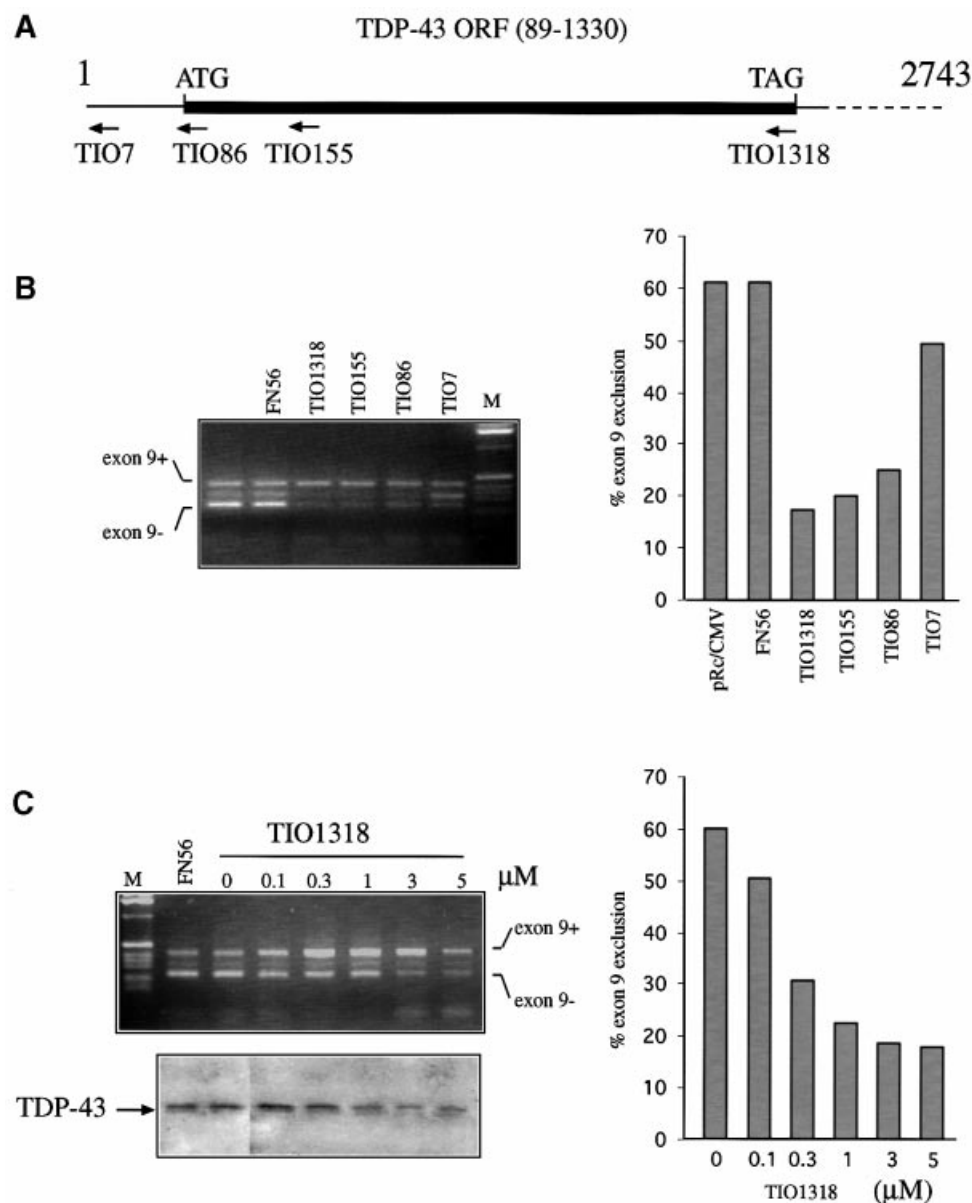 A
TDP-43 ORF (89-1330)
1 ATG TAG 2743
TIO7 TIO86 TIO155 TIO1318
B
FN56 TIO1318 TIO155 TIO86 TIO7 M
exon 9+
exon 9-
% exon 9 exclusion
70
60
50
40
30
20
10
0
pRc/CMV FN56 TIO1318 TIO155 TIO86 TIO7
C
TIO1318
M FN56 0 0.1 0.3 1 3 5 µM
exon 9+
exon 9-
TDP-43
% exon 9 exclusion
70
60
50
40
30
20
10
0
0 0.1 0.3 1 3 5
TIO1318 (µM)